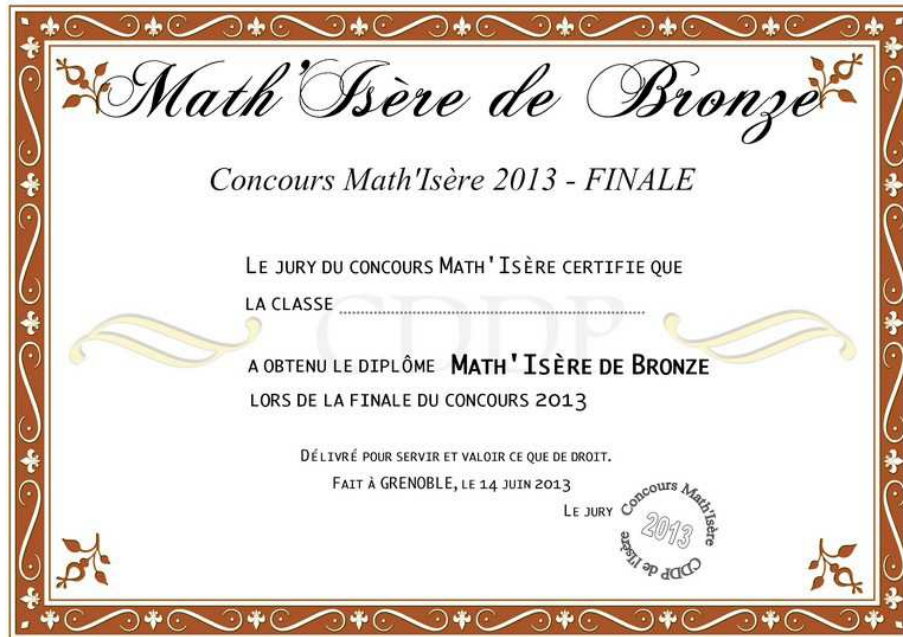 Math'Isère de Bronze
Concours Math'Isère 2013 - FINALE
LE JURY DU CONCOURS MATH'ISÈRE CERTIFIE QUE
LA CLASSE ..........................................................
CDDP
A OBTENU LE DIPLÔME MATH'ISÈRE DE BRONZE
LORS DE LA FINALE DU CONCOURS 2013
DÉLIVRÉ POUR SERVIR ET VALOIR CE QUE DE DROIT.
FAIT À GRENOBLE, LE 14 JUIN 2013
LE JURY
Concours Math'Isère
2013
CDDP de l'Isère